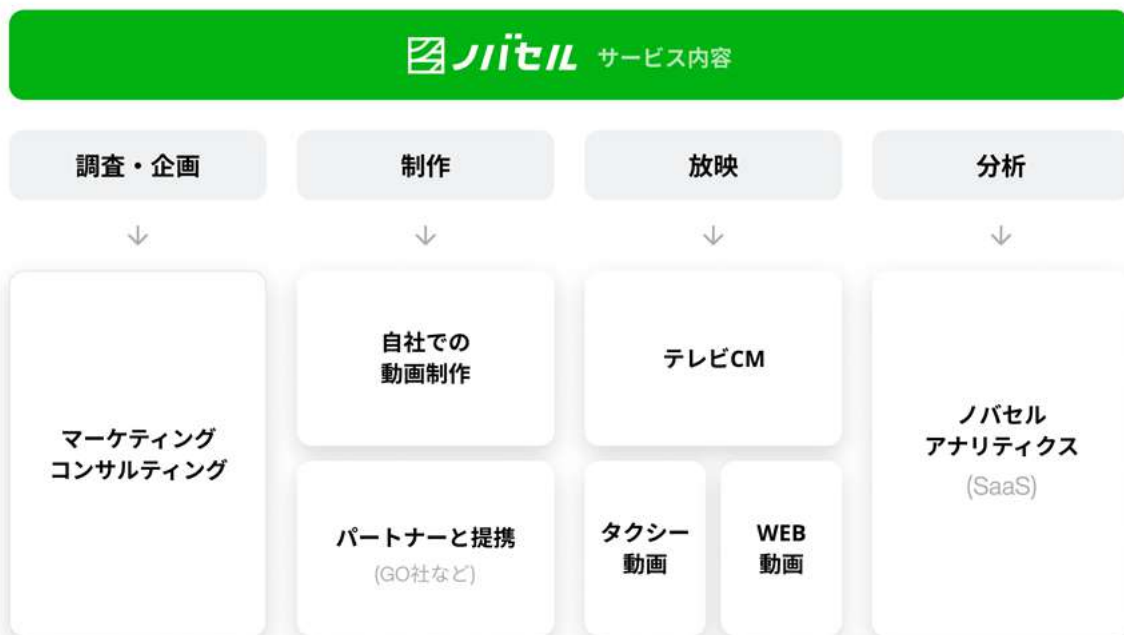 ノバセル サービス内容
調査・企画
制作
放映
分析
マーケティング
コンサルティング
自社での
動画制作
パートナーと提携
(GO社など)
テレビCM
タクシー
動画
WEB
動画
ノバセル
アナリティクス
(SaaS)